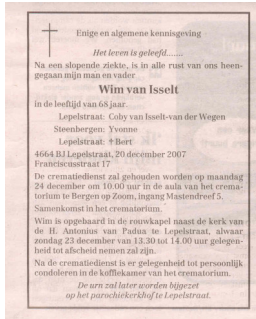 Enige en algemene kennisgeving
Het leven is geleefd.......
Na een slopende ziekte, is in alle rust van ons heen-
gegaan mijn man en vader
Wim van Isselt
in de leeftijd van 68 jaar.
Lepelstraat: Coby van Isselt-van der Wegen
Steenbergen: Yvonne
Lepelstraat: ✝Bert
4664 BJ Lepelstraat, 20 december 2007
Franciscusstraat 17
De crematiedienst zal gehouden worden op maandag
24 december om 10.00 uur in de aula van het crema-
torium te Bergen op Zoom, ingang Mastendreef 5.
Samenkomst in het crematorium.
Wim is opgebaard in de rouwkapel naast de kerk van
de H. Antonius van Padua te Lepelstraat, alwaar
zondag 23 december van 13.30 tot 14.00 uur gelegen-
heid tot afscheid nemen zal zijn.
Na de crematiedienst is er gelegenheid tot persoonlijk
condoleren in de koffiekamer van het crematorium.
De urn zal later worden bijgezet
op het parochiekerkhof te Lepelstraat.